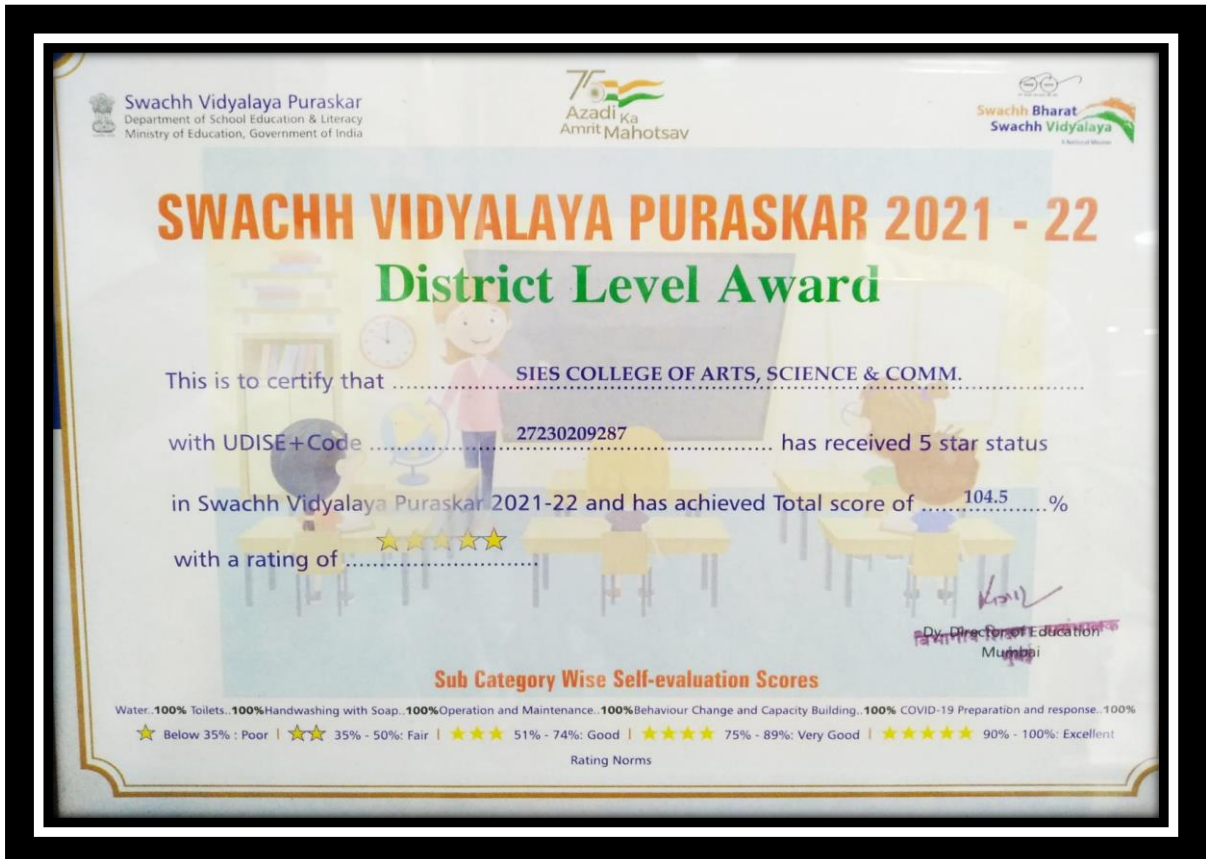 Swachh Vidyalaya Puraskar
Department of School Education & Literacy
Ministry of Education, Government of India
75
Azadi Ka
Amrit Mahotsav
Swachh Bharat
Swachh Vidyalaya
A National Mission
SWACHH VIDYALAYA PURASKAR 2021 - 22
District Level Award
This is to certify that ..... SIES COLLEGE OF ARTS, SCIENCE & COMM.
with UDISE+Code ..... 27230209287 ..... has received 5 star status
in Swachh Vidyalaya Puraskar 2021-22 and has achieved Total score of ..... 104.5 ..... %
with a rating of .....
Dy. Director of Education
Mumbai
मुंबई
Sub Category Wise Self-evaluation Scores
Water..100% Toilets..100%Handwashing with Soap..100%Operation and Maintenance..100%Behaviour Change and Capacity Building..100% COVID-19 Preparation and response..100%
Below 35% : Poor | 35% - 50%: Fair | 51% - 74%: Good | 75% - 89%: Very Good | 90% - 100%: Excellent
Rating Norms